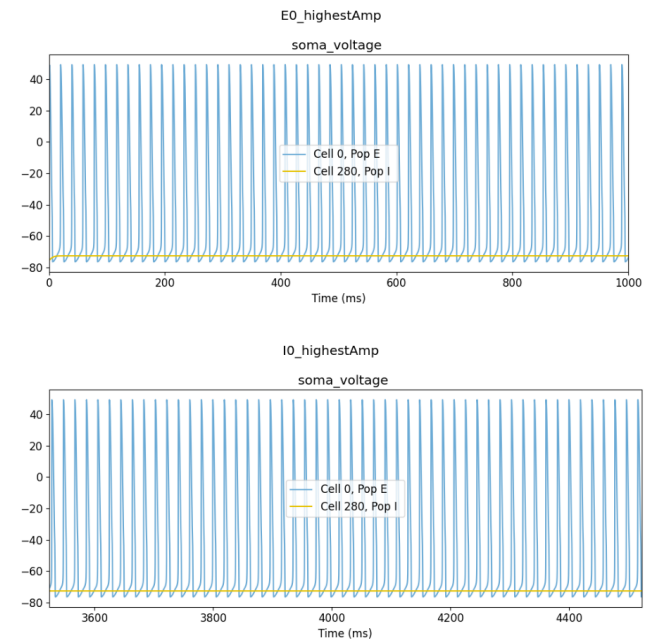 E0_highestAmp
soma_voltage
40
20
0
−20
−40
−60
−80
Cell 0, Pop E
Cell 280, Pop I
0 200 400 600 800 1000
Time (ms)
I0_highestAmp
soma_voltage
40
20
0
−20
−40
−60
−80
Cell 0, Pop E
Cell 280, Pop I
3600 3800 4000 4200 4400
Time (ms)